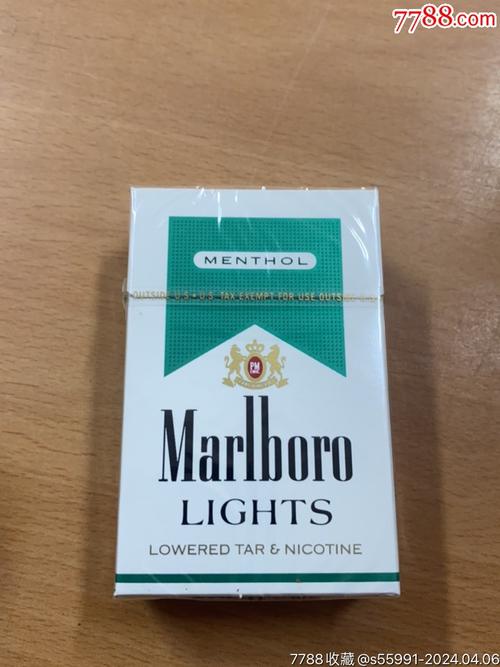 7788.com
MENTHOL
OUTSIDE U.S. • U.S. TAX EXEMPT FOR USE OUTSIDE U.S.
PM
Marlboro
LIGHTS
LOWERED TAR & NICOTINE
7788收藏 @s55991-2024.04.06